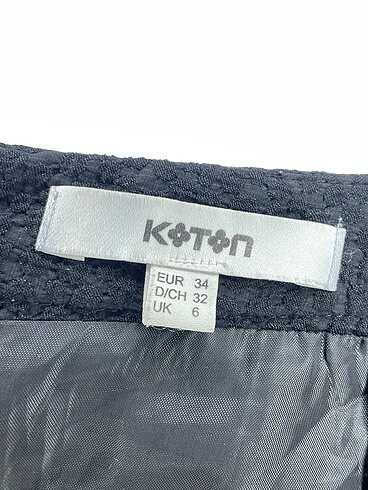 KOTON
EUR 34
D/CH 32
UK 6